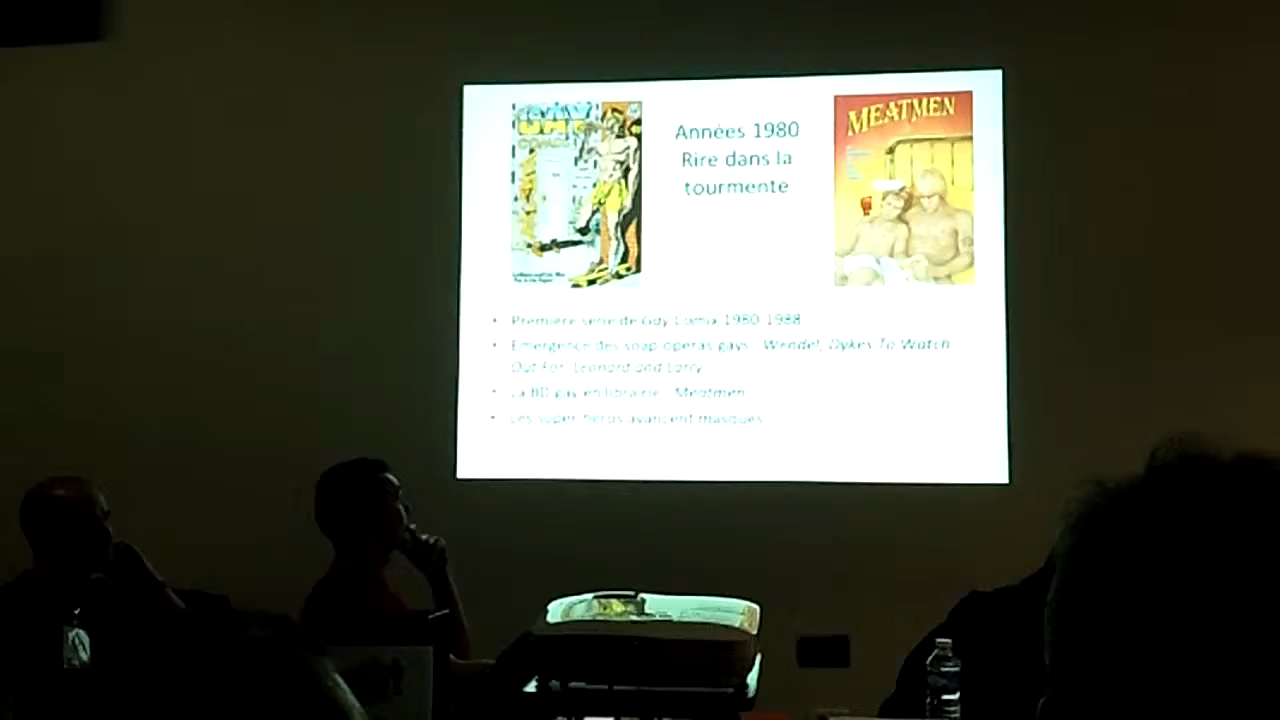 GAY
COMIX
Années 1980
Rire dans la
tourmente
MEATMEN
Première série de Gay Comix 1980-1988
Emergence des soap operas gays : Wendel, Dykes To Watch
Out For, Leonard and Larry
La BD gay en librairie : Meatmen
Les super-héros avancent masqués